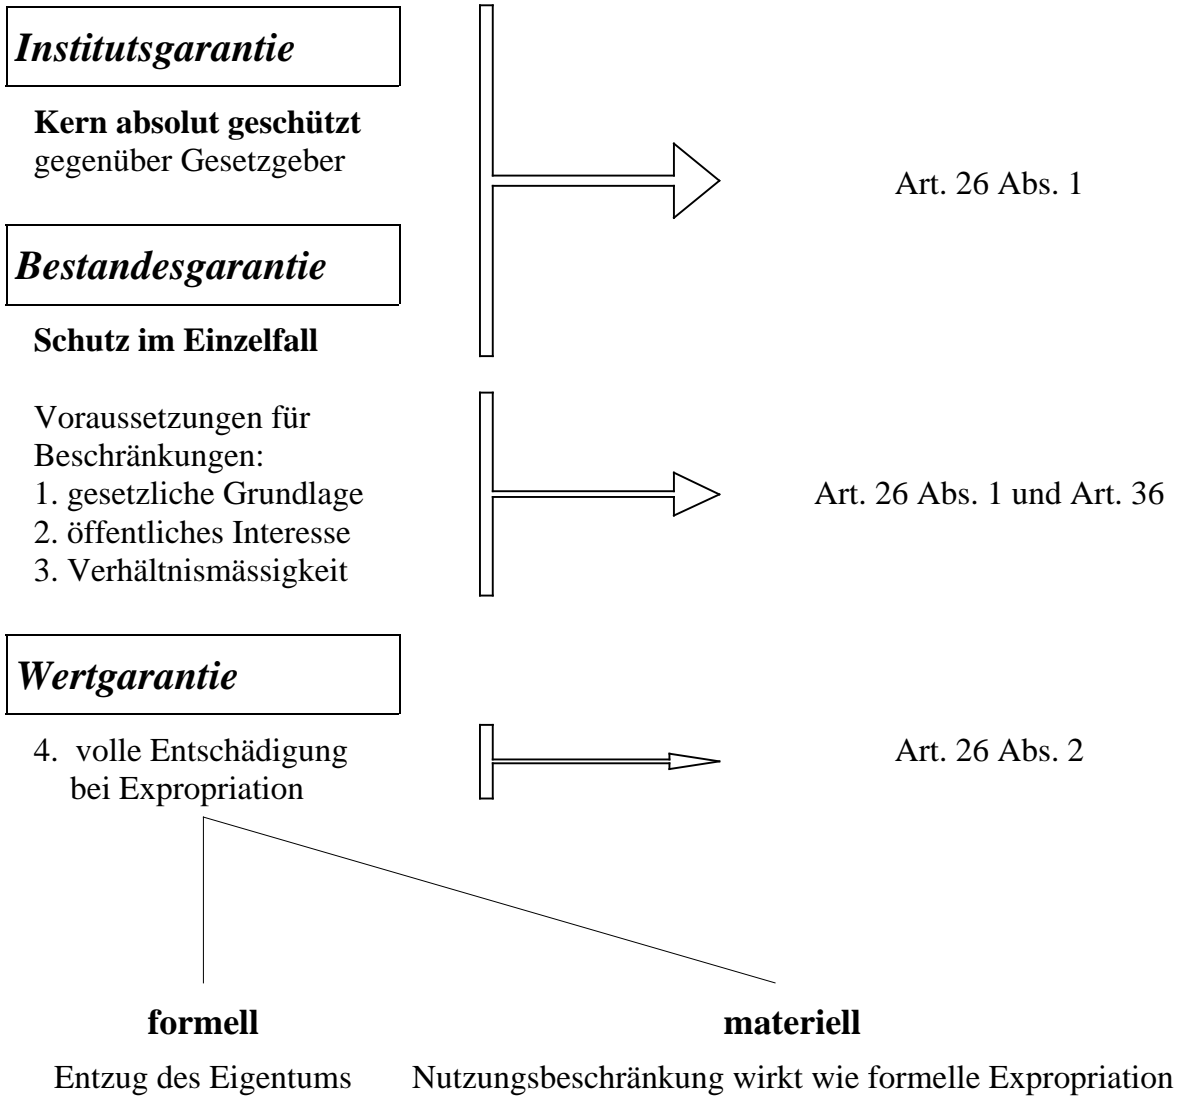 Institutsgarantie
Kern absolut geschützt
gegenüber Gesetzgeber
Art. 26 Abs. 1
Bestandesgarantie
Schutz im Einzelfall
Voraussetzungen für
Beschränkungen:
1. gesetzliche Grundlage
2. öffentliches Interesse
3. Verhältnismässigkeit
Art. 26 Abs. 1 und Art. 36
Wertgarantie
4. volle Entschädigung
bei Expropriation
Art. 26 Abs. 2
formell
Entzug des Eigentums
materiell
Nutzungsbeschränkung wirkt wie formelle Expropriation